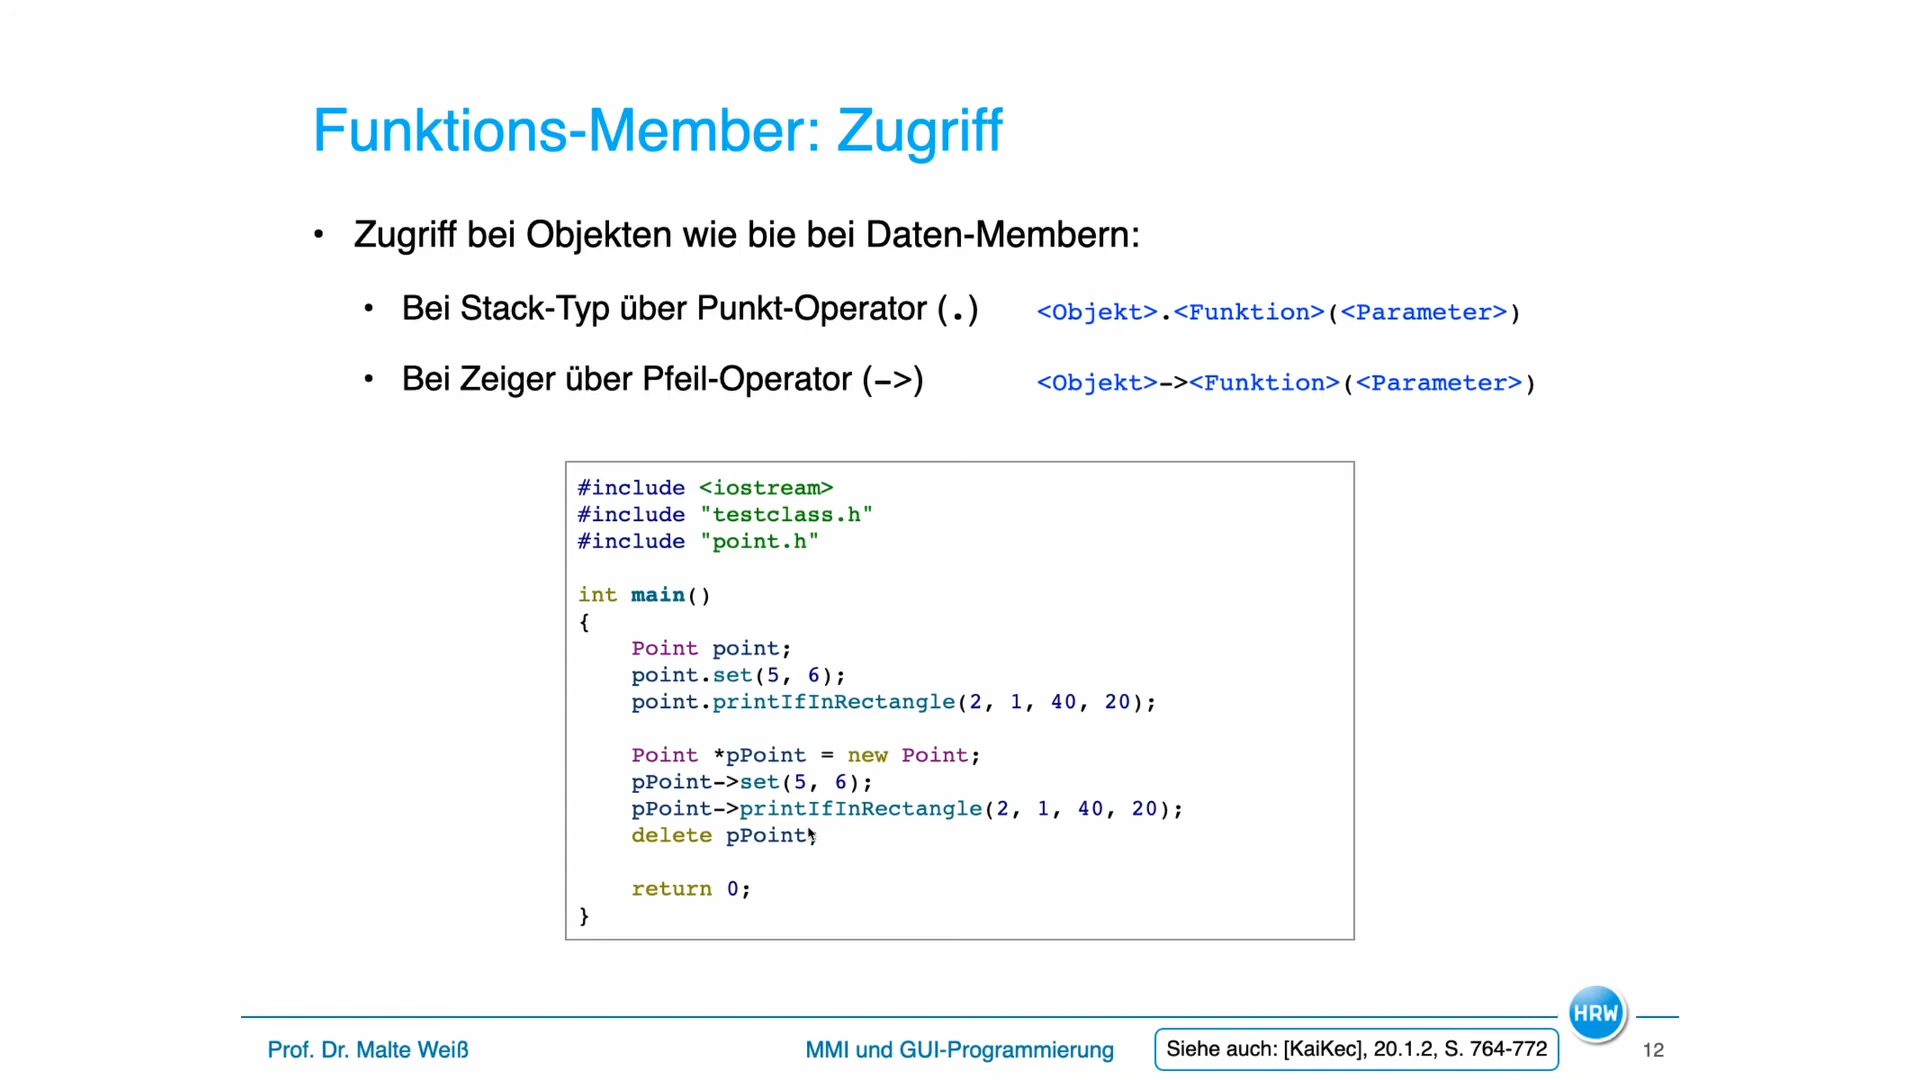 Funktions-Member: Zugriff
• Zugriff bei Objekten wie bie bei Daten-Membern:
• Bei Stack-Typ über Punkt-Operator (.) <Objekt>.<Funktion>(<Parameter>)
• Bei Zeiger über Pfeil-Operator (->) <Objekt>-><Funktion>(<Parameter>)
#include <iostream>
#include "testclass.h"
#include "point.h"
int main()
{
Point point;
point.set(5, 6);
point.printIfInRectangle(2, 1, 40, 20);
Point *pPoint = new Point;
pPoint->set(5, 6);
pPoint->printIfInRectangle(2, 1, 40, 20);
delete pPoint;
return 0;
}
HRW
Prof. Dr. Malte Weiß
MMI und GUI-Programmierung
Siehe auch: [KaiKec], 20.1.2, S. 764-772
12